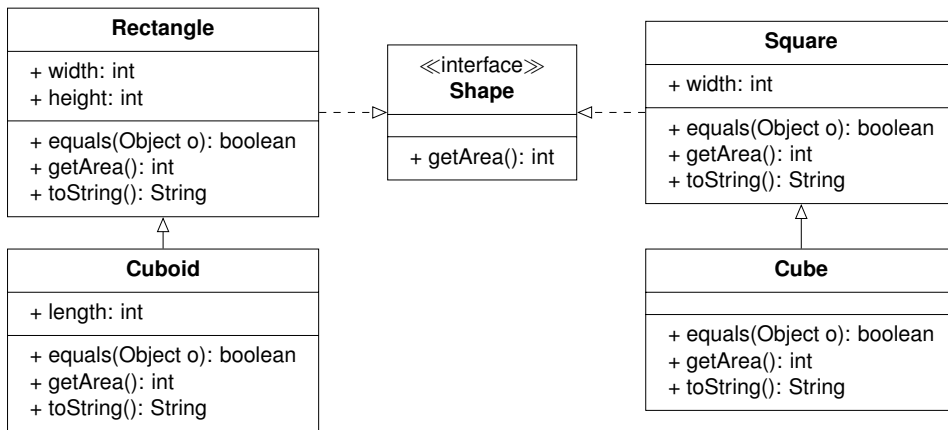 Rectangle
+ width: int
+ height: int
+ equals(Object o): boolean
+ getArea(): int
+ toString(): String
≪interface≫
Shape
+ getArea(): int
Square
+ width: int
+ equals(Object o): boolean
+ getArea(): int
+ toString(): String
Cuboid
+ length: int
+ equals(Object o): boolean
+ getArea(): int
+ toString(): String
Cube
+ equals(Object o): boolean
+ getArea(): int
+ toString(): String